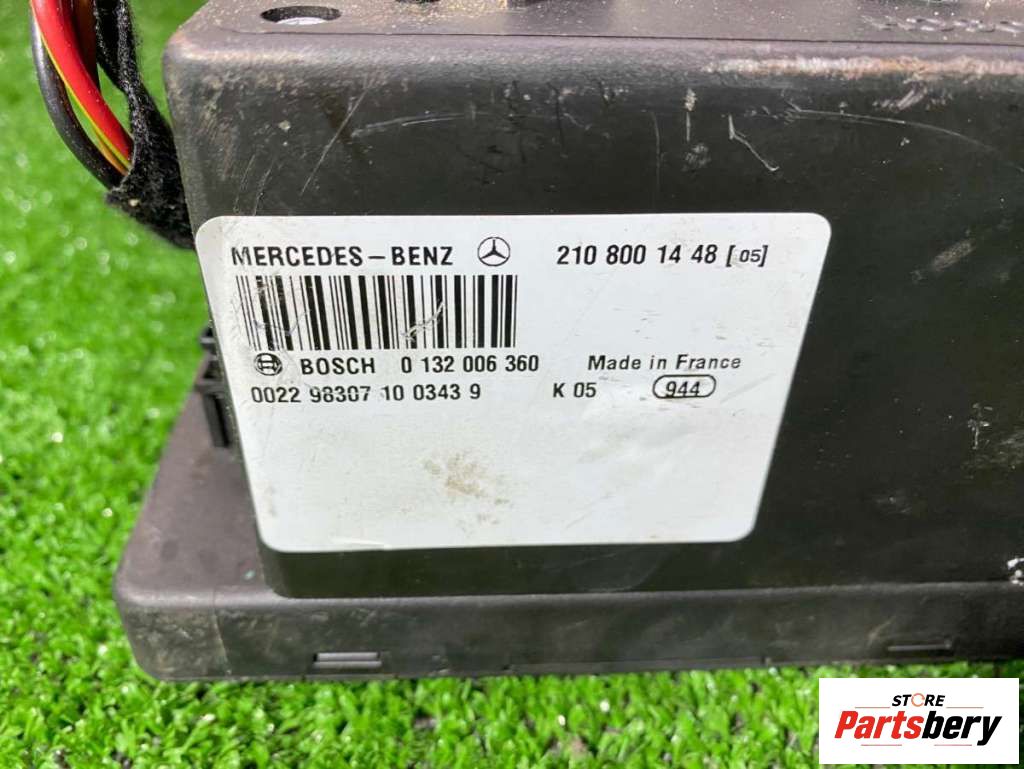 MERCEDES-BENZ 210 800 14 48 [05]
BOSCH 0 132 006 360 Made in France
0022 98307 100 0343 9 K 05 944
STORE
Partsbery